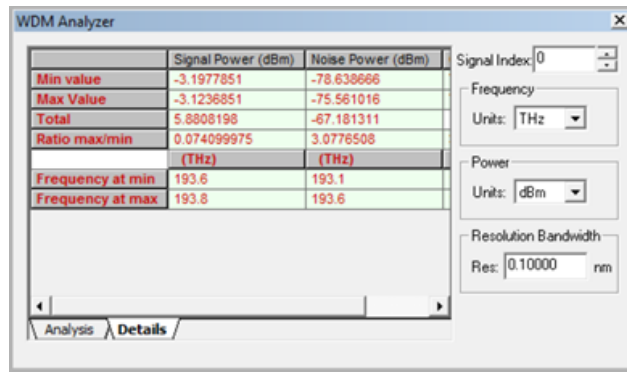 WDM Analyzer
x
Signal Power (dBm) Noise Power (dBm)
Min value -3.1977851 -78.638666
Max Value -3.1236851 -75.561016
Total 5.8808198 -67.181311
Ratio max/min 0.074099975 3.0776508
(THz) (THz)
Frequency at min 193.6 193.1
Frequency at max 193.8 193.6
Analysis Details
Signal Index: 0
Frequency
Units: THz
Power
Units: dBm
Resolution Bandwidth
Res: 0.10000 nm